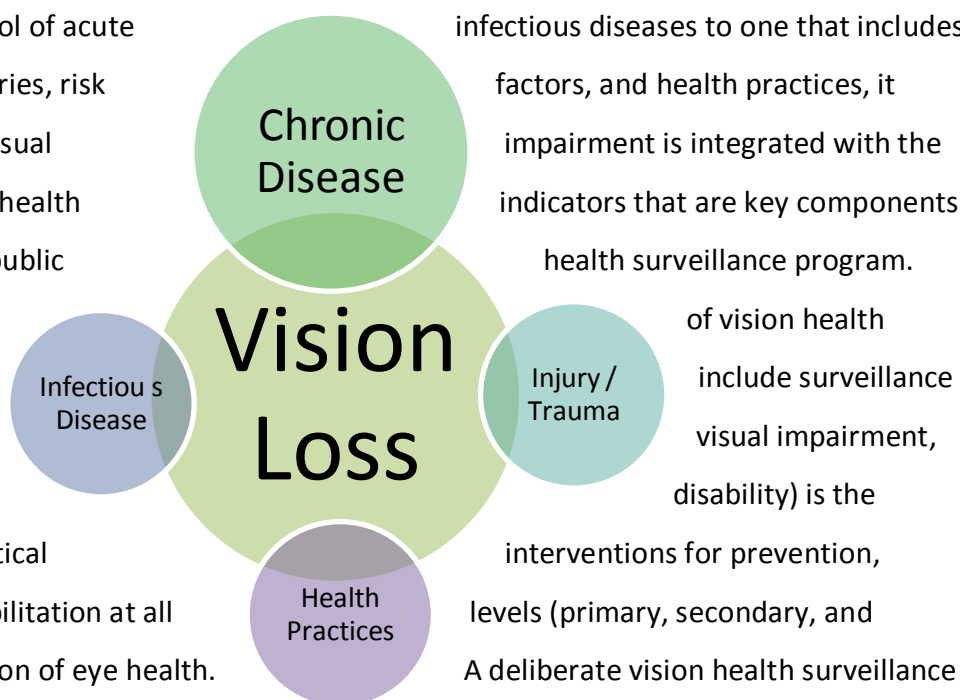 ol of acute infectious diseases to one that includes
ries, risk factors, and health practices, it
sual impairment is integrated with the
health indicators that are key components
public health surveillance program.
of vision health
include surveillance
visual impairment,
disability) is the
tical interventions for prevention,
ilitation at all levels (primary, secondary, and
on of eye health. A deliberate vision health surveillance
Chronic
Disease
Vision
Loss
Infectiou s
Disease
Injury /
Trauma
Health
Practices